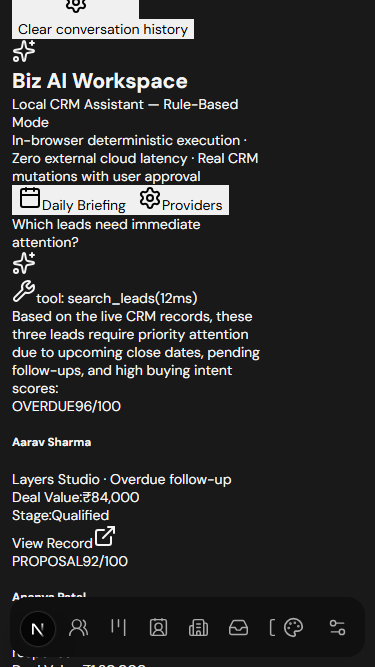 Clear conversation history
Biz AI Workspace
Local CRM Assistant — Rule-Based
Mode
In-browser deterministic execution ·
Zero external cloud latency · Real CRM
mutations with user approval
Daily Briefing Providers
Which leads need immediate
attention?
tool: search_leads(12ms)
Based on the live CRM records, these
three leads require priority attention
due to upcoming close dates, pending
follow-ups, and high buying intent
scores:
OVERDUE96/100
Aarav Sharma
Layers Studio · Overdue follow-up
Deal Value:₹84,000
Stage:Qualified
View Record
PROPOSAL92/100
Ananya Patel
N